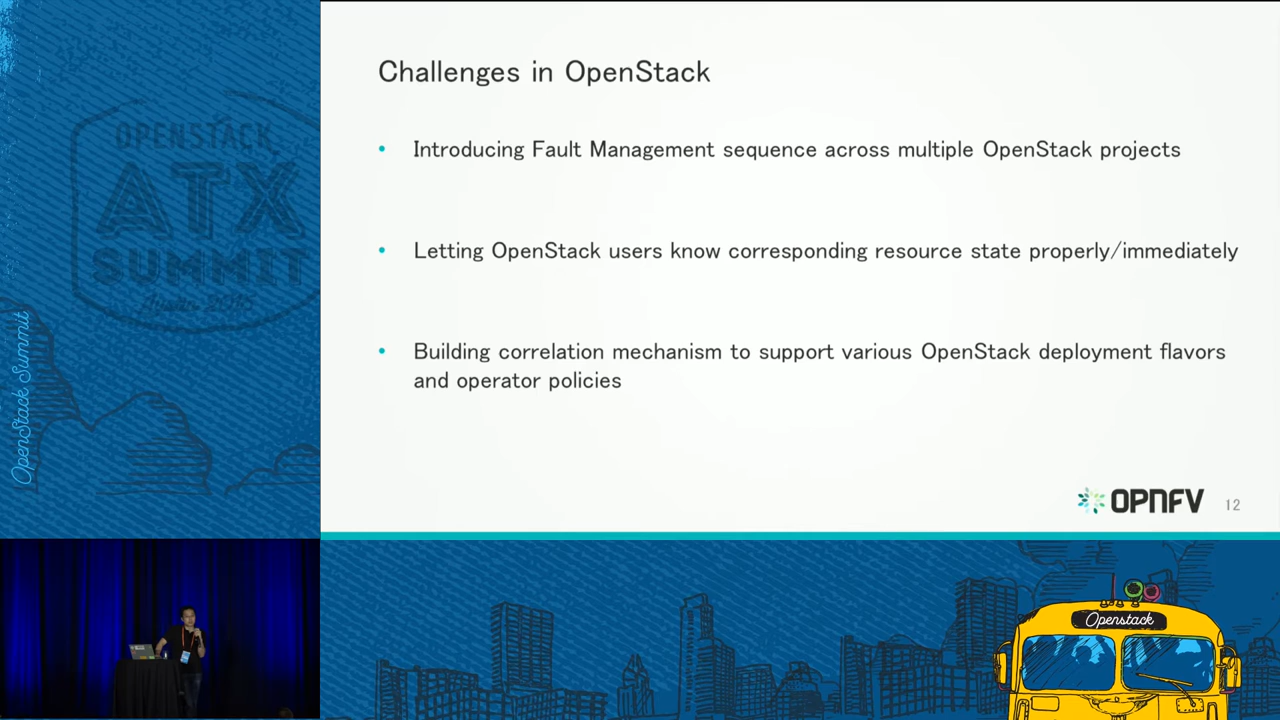 Challenges in OpenStack
• Introducing Fault Management sequence across multiple OpenStack projects
• Letting OpenStack users know corresponding resource state properly/immediately
• Building correlation mechanism to support various OpenStack deployment flavors
and operator policies
OPNFV
12
OPENSTACK
ATX
SUMMIT
Austin 2016
OpenStack Summit
Openstack